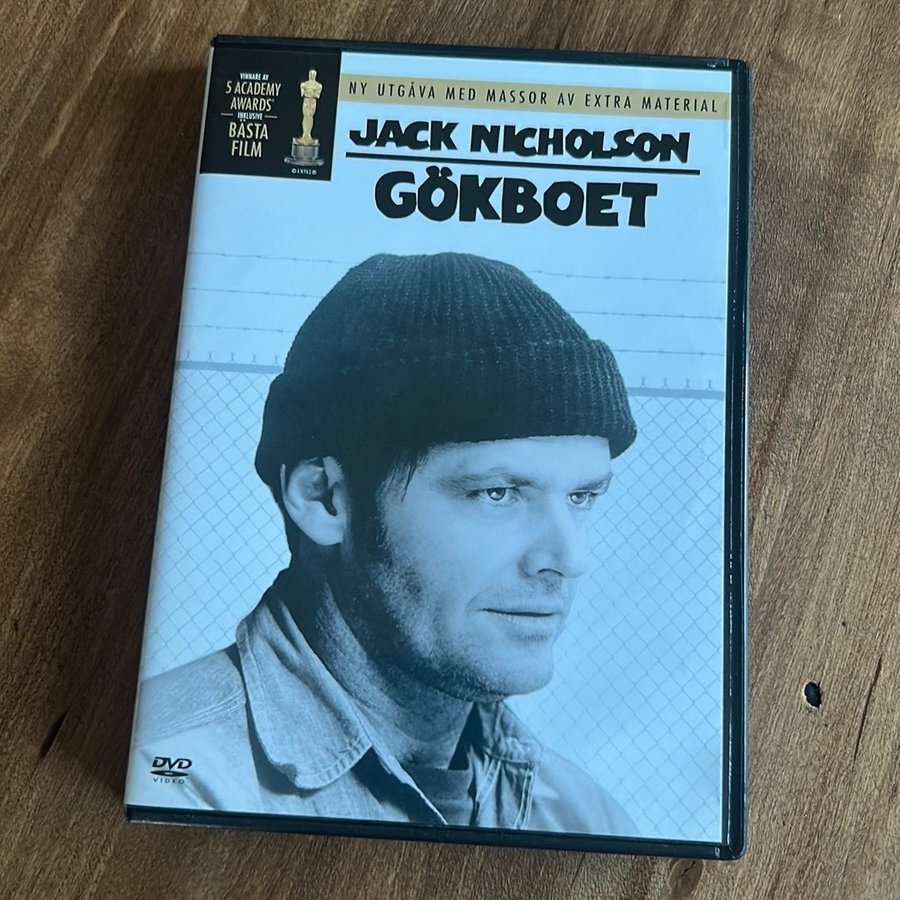 VINNARE AV
5 ACADEMY
AWARDS®
INKLUSIVE
BÄSTA
FILM
NY UTGÅVA MED MASSOR AV EXTRA MATERIAL
JACK NICHOLSON
GÖKBOET
DVD
VIDEO